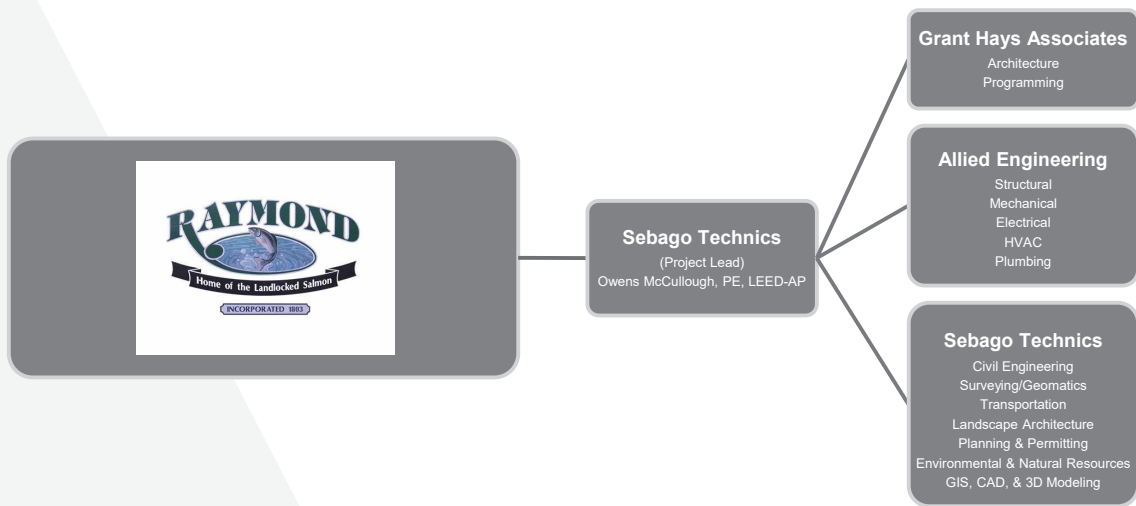 RAYMOND
Home of the Landlocked Salmon
INCORPORATED 1803
Sebago Technics
(Project Lead)
Owens McCullough, PE, LEED-AP
Grant Hays Associates
Architecture
Programming
Allied Engineering
Structural
Mechanical
Electrical
HVAC
Plumbing
Sebago Technics
Civil Engineering
Surveying/Geomatics
Transportation
Landscape Architecture
Planning & Permitting
Environmental & Natural Resources
GIS, CAD, & 3D Modeling